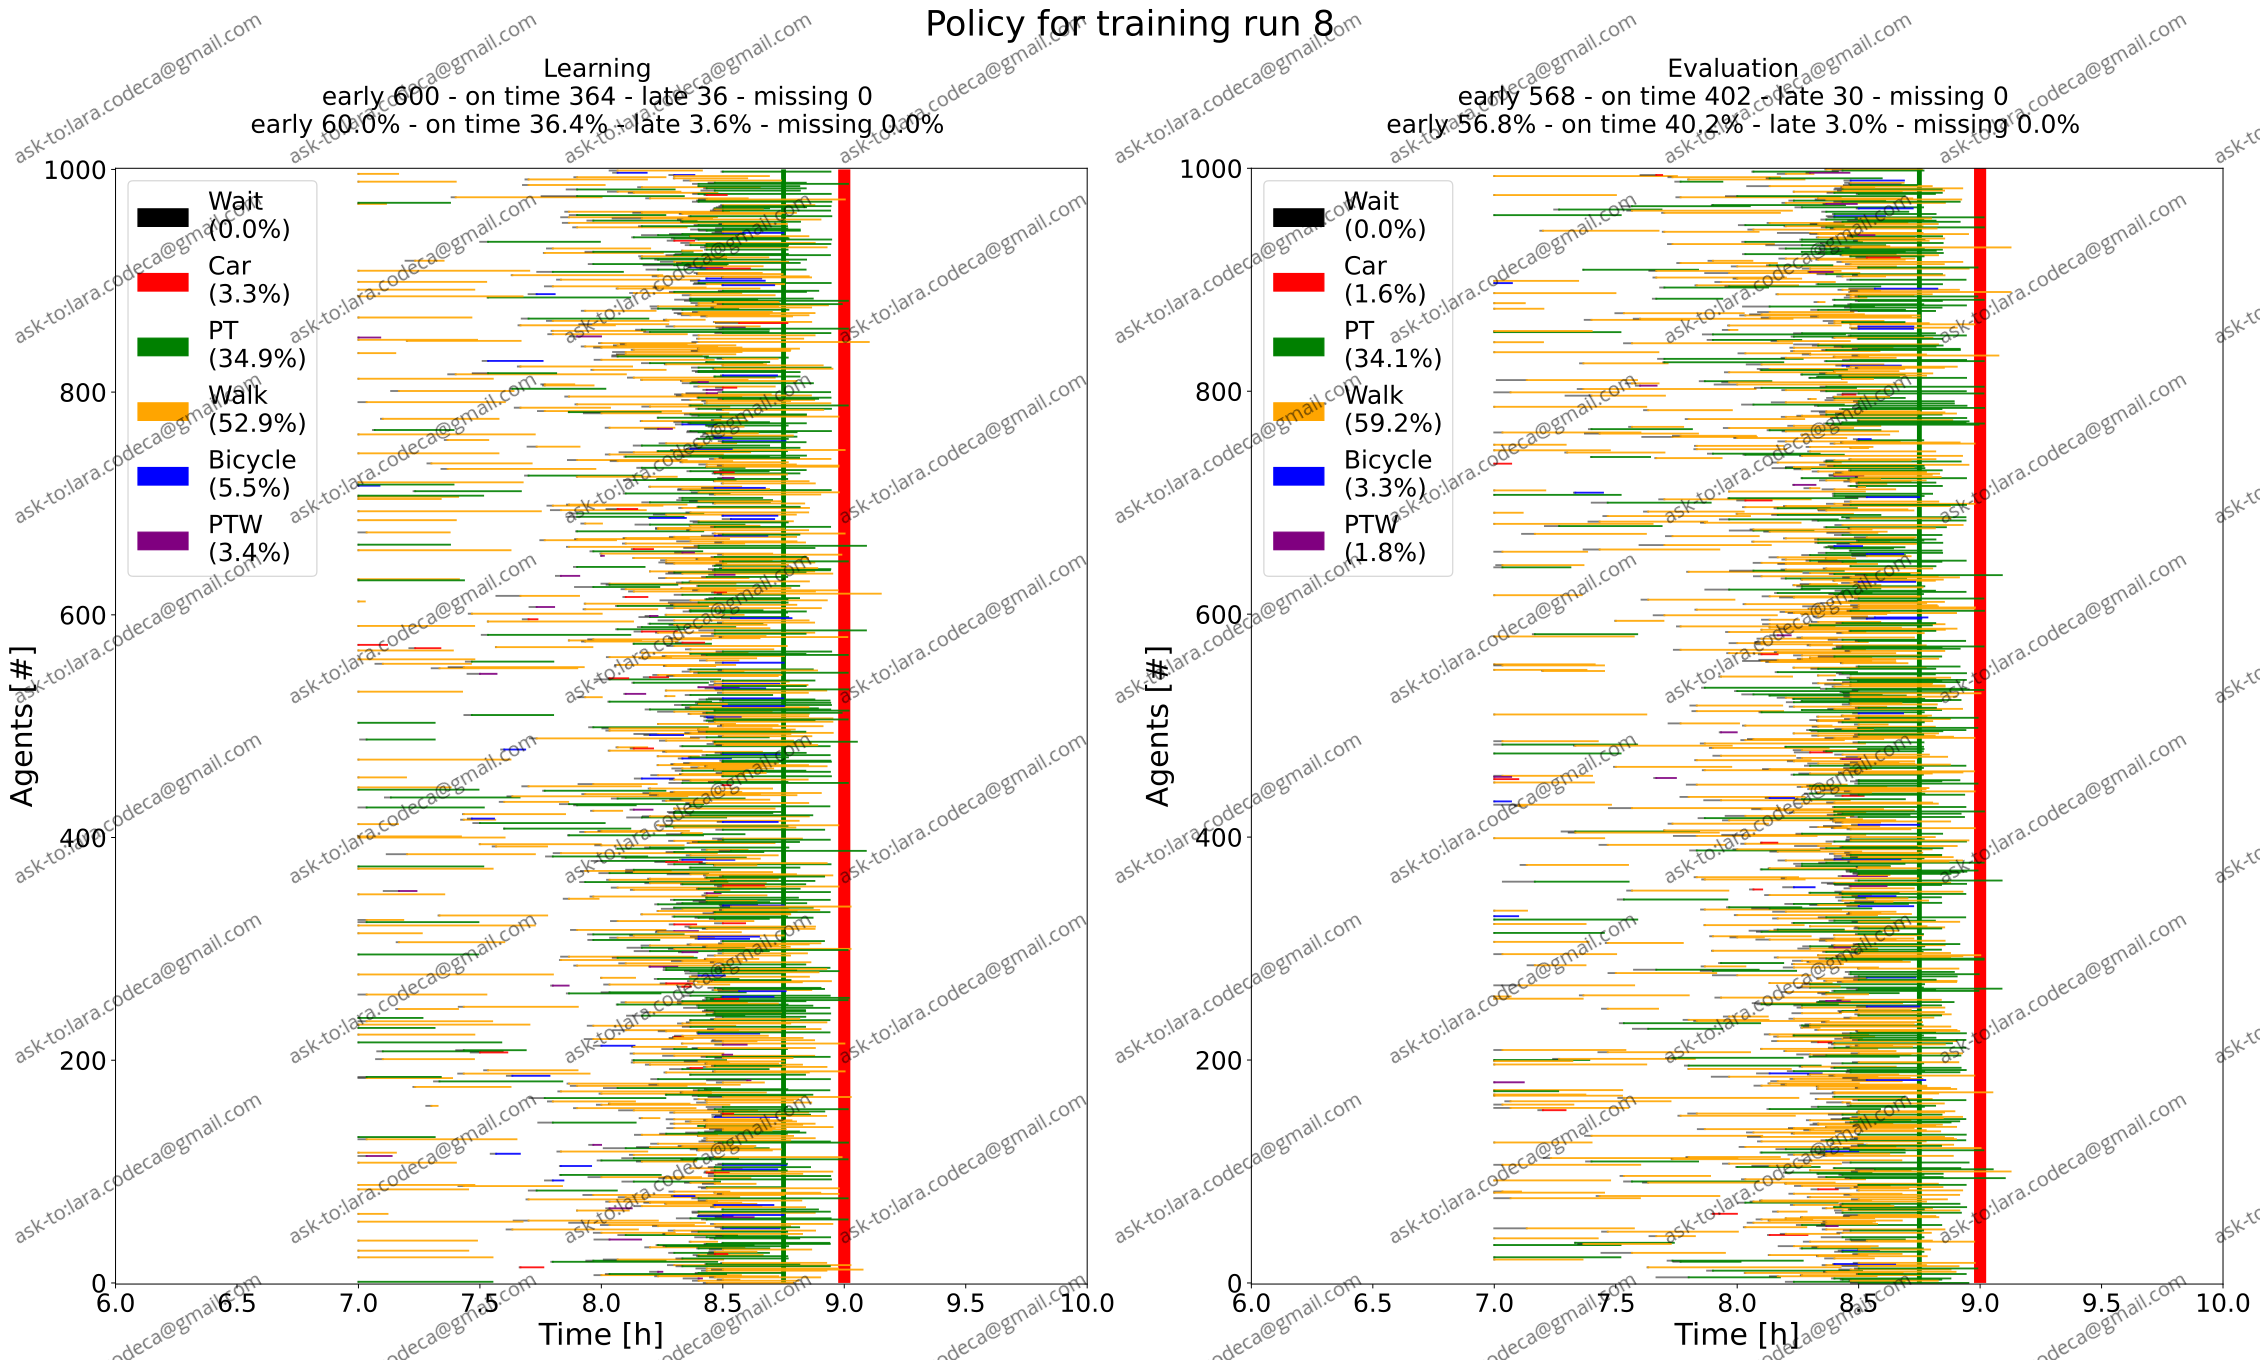 Policy for training run 8
Learning
early 600 - on time 364 - late 36 - missing 0
early 60.0% - on time 36.4% - late 3.6% - missing 0.0%
1000
800
600
400
200
0
Agents [#]
Wait
(0.0%)
Car
(3.3%)
PT
(34.9%)
Walk
(52.9%)
Bicycle
(5.5%)
PTW
(3.4%)
6.0 6.5 7.0 7.5 8.0 8.5 9.0 9.5 10.0
Time [h]
Evaluation
early 568 - on time 402 - late 30 - missing 0
early 56.8% - on time 40.2% - late 3.0% - missing 0.0%
1000
800
600
400
200
0
Agents [#]
Wait
(0.0%)
Car
(1.6%)
PT
(34.1%)
Walk
(59.2%)
Bicycle
(3.3%)
PTW
(1.8%)
6.0 6.5 7.0 7.5 8.0 8.5 9.0 9.5 10.0
Time [h]
ask-to:lara.codeca@gmail.com